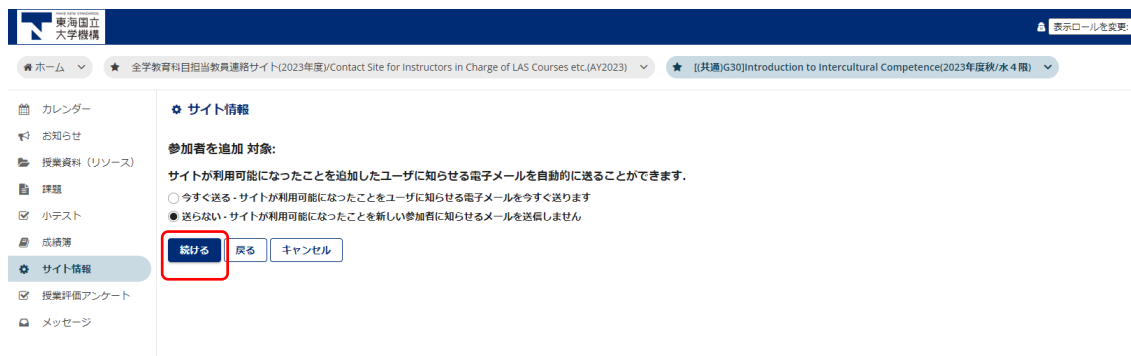 MAKE NEW STANDARDS.
東海国立
大学機構
表示ロールを変更:
ホーム
全学教育科目担当教員連絡サイト(2023年度)/Contact Site for Instructors in Charge of LAS Courses etc.(AY2023)
[(共通)G30]Introduction to Intercultural Competence(2023年度秋/水４限)
カレンダー
お知らせ
授業資料（リソース）
課題
小テスト
成績簿
サイト情報
授業評価アンケート
メッセージ
サイト情報
参加者を追加 対象:
サイトが利用可能になったことを追加したユーザに知らせる電子メールを自動的に送ることができます.
今すぐ送る - サイトが利用可能になったことをユーザに知らせる電子メールを今すぐ送ります
送らない - サイトが利用可能になったことを新しい参加者に知らせるメールを送信しません
続ける
戻る
キャンセル